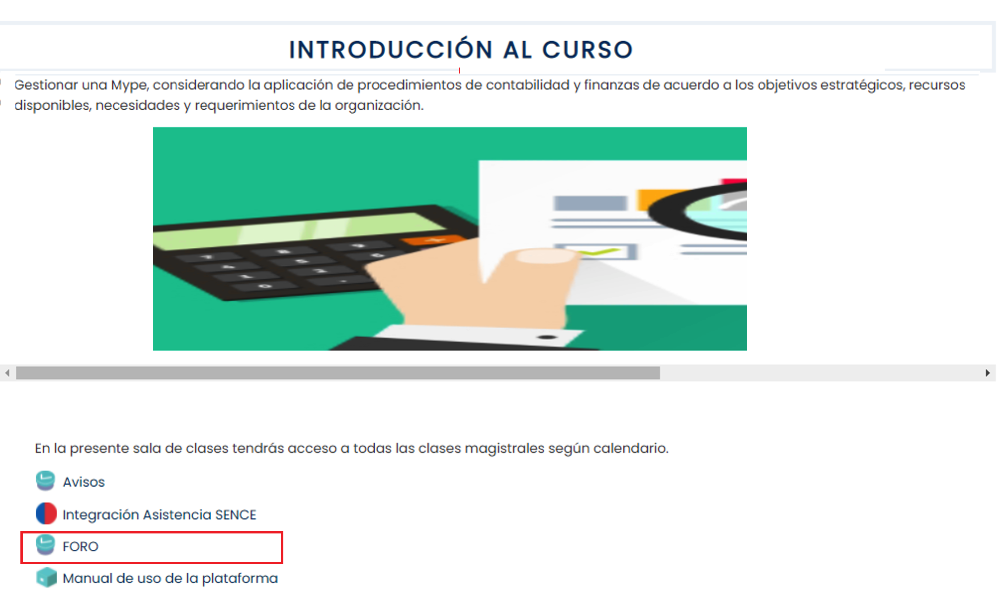 INTRODUCCIÓN AL CURSO
Gestionar una Mype, considerando la aplicación de procedimientos de contabilidad y finanzas de acuerdo a los objetivos estratégicos, recursos
disponibles, necesidades y requerimientos de la organización.
En la presente sala de clases tendrás acceso a todas las clases magistrales según calendario.
Avisos
Integración Asistencia SENCE
FORO
Manual de uso de la plataforma